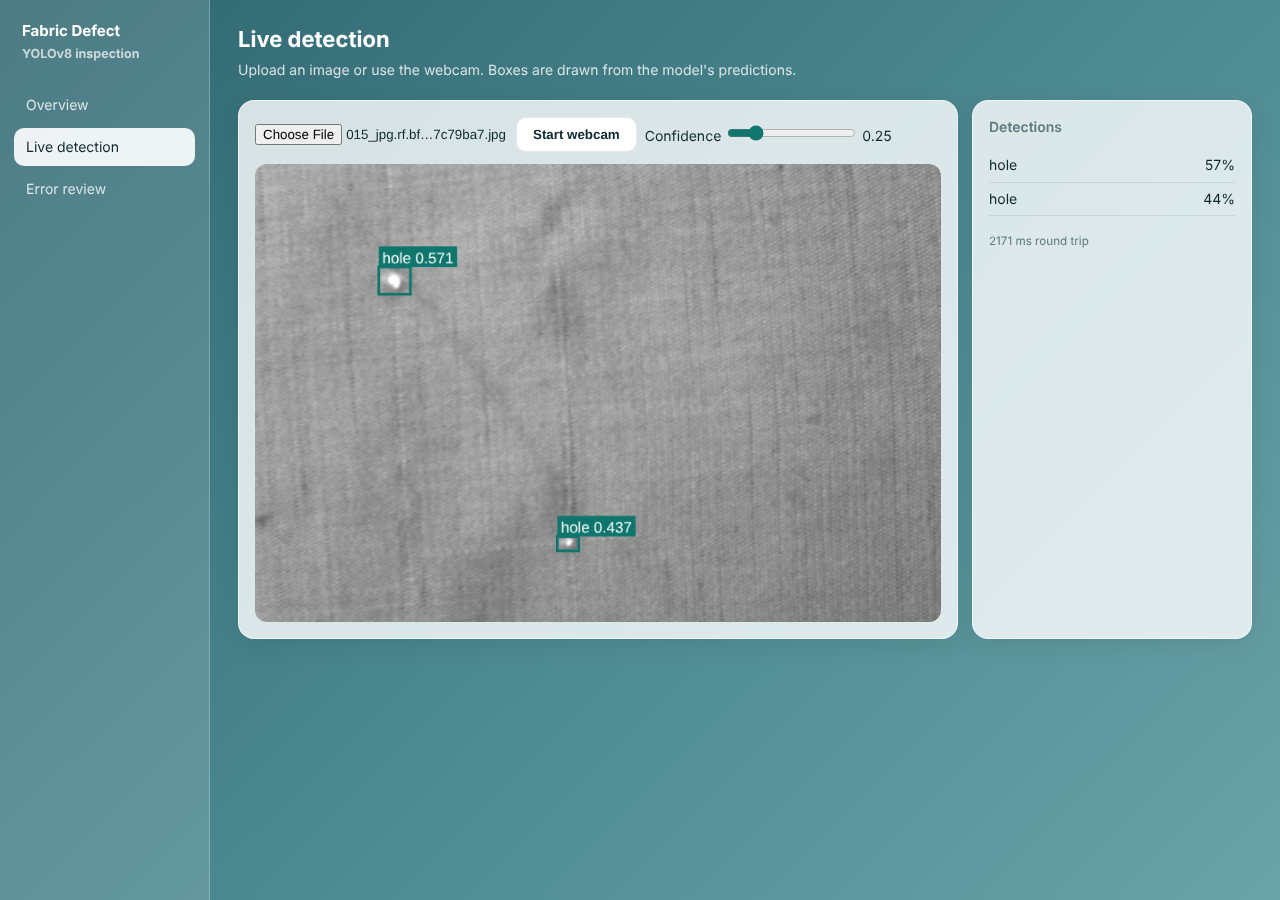 Fabric Defect
YOLOv8 inspection
Overview
Live detection
Error review
Live detection
Upload an image or use the webcam. Boxes are drawn from the model's predictions.
Choose File 015_jpg.rf.bf…7c79ba7.jpg Start webcam Confidence 0.25
hole 0.571
hole 0.437
Detections
hole 57%
hole 44%
2171 ms round trip